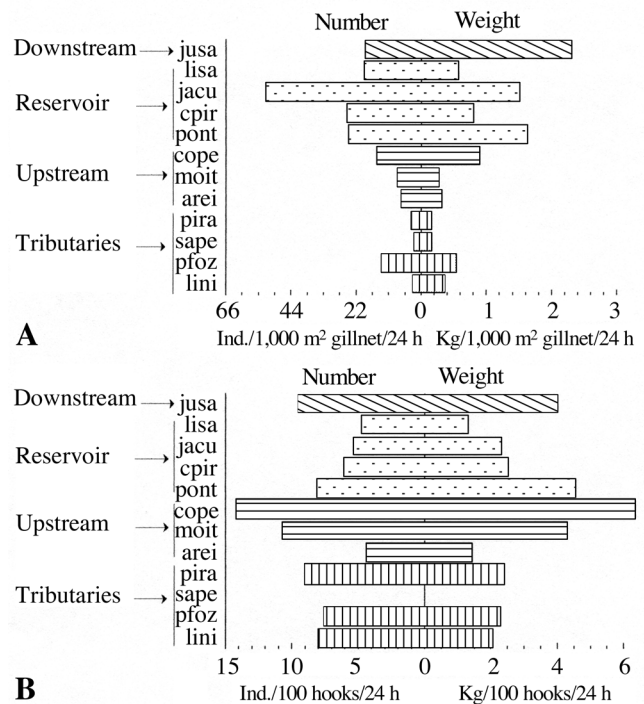 Number Weight
Downstream jusa
lisa
Reservoir jacu
cpir
pont
cope
Upstream moit
arei
pira
Tributaries sape
pfoz
lini
66 44 22 0 1 2 3
A Ind./1,000 m² gillnet/24 h Kg/1,000 m² gillnet/24 h
Number Weight
Downstream jusa
lisa
Reservoir jacu
cpir
pont
cope
Upstream moit
arei
pira
Tributaries sape
pfoz
lini
15 10 5 0 2 4 6
B Ind./100 hooks/24 h Kg/100 hooks/24 h